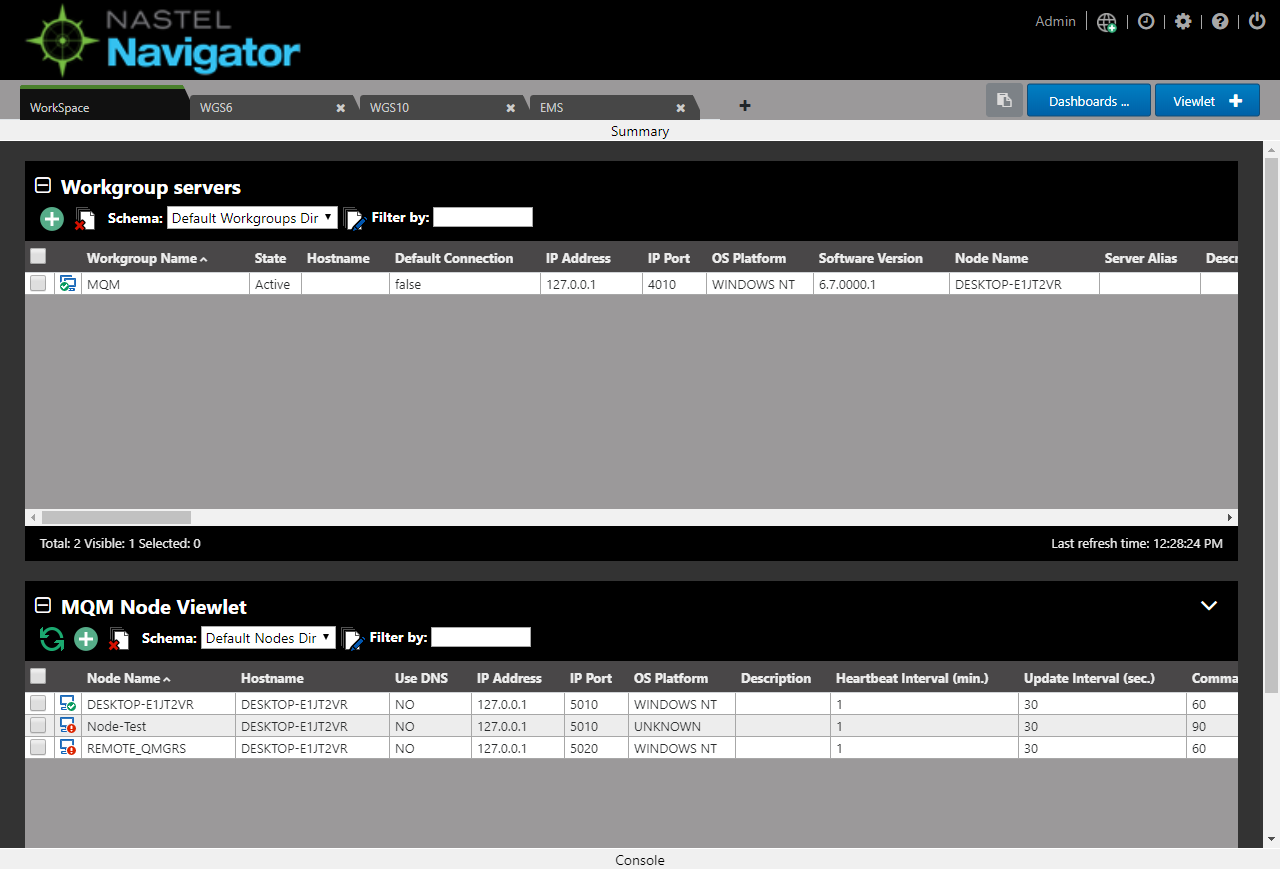 NASTEL
Navigator
Admin
WorkSpace WGS6 WGS10 EMS Dashboards ... Viewlet
Summary
Workgroup servers
Schema: Default Workgroups Dir Filter by:
Workgroup Name State Hostname Default Connection IP Address IP Port OS Platform Software Version Node Name Server Alias Descr
MQM Active false 127.0.0.1 4010 WINDOWS NT 6.7.0000.1 DESKTOP-E1JT2VR
Total: 2 Visible: 1 Selected: 0 Last refresh time: 12:28:24 PM
MQM Node Viewlet
Schema: Default Nodes Dir Filter by:
Node Name Hostname Use DNS IP Address IP Port OS Platform Description Heartbeat Interval (min.) Update Interval (sec.) Comma
DESKTOP-E1JT2VR DESKTOP-E1JT2VR NO 127.0.0.1 5010 WINDOWS NT 1 30 60
Node-Test DESKTOP-E1JT2VR NO 127.0.0.1 5010 UNKNOWN 1 30 90
REMOTE_QMGRS DESKTOP-E1JT2VR NO 127.0.0.1 5020 WINDOWS NT 1 30 60
Console